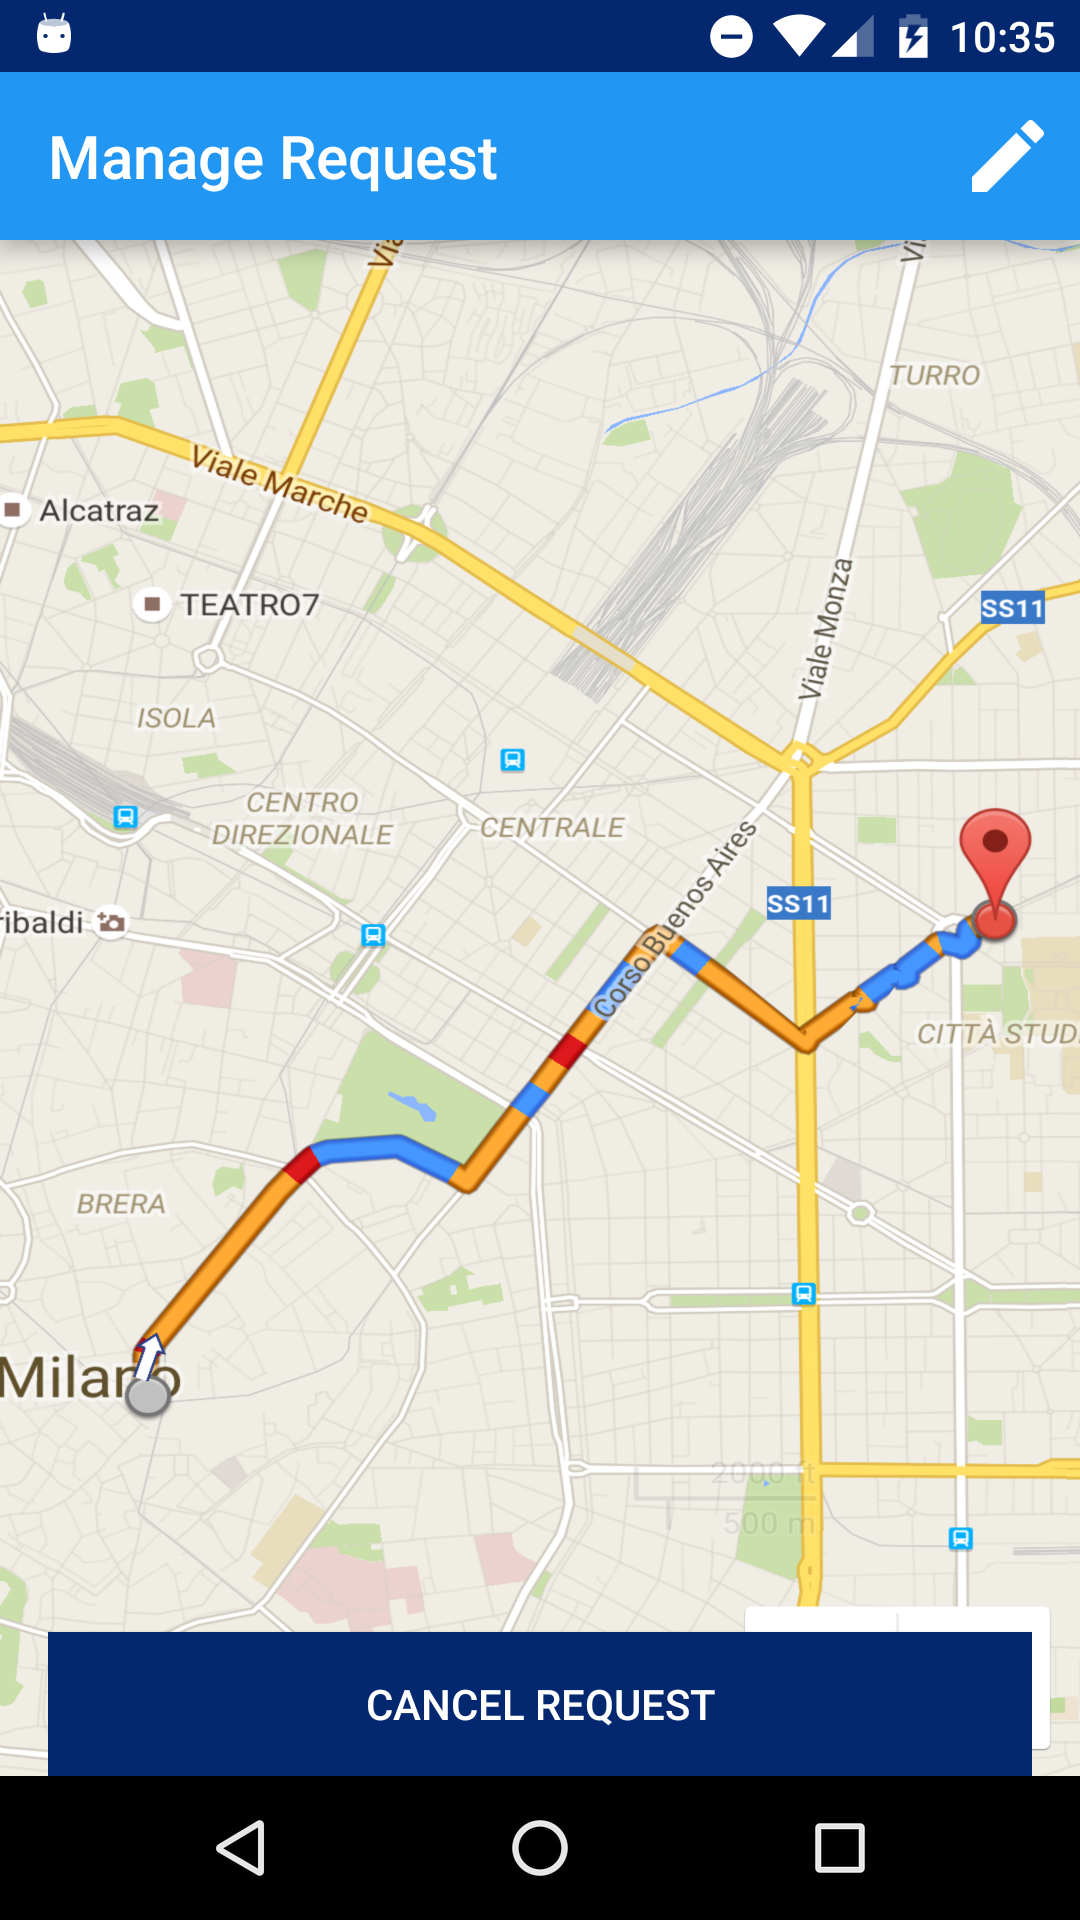 10:35
Manage Request
Via
Vi
TURRO
Viale Marche
Alcatraz
Viale Monza
TEATRO7
SS11
ISOLA
CENTRO
DIREZIONALE
CENTRALE
Corso Buenos Aires
SS11
ribaldi
CITTÀ STUD
BRERA
Milano
2000 ft
500 m
CANCEL REQUEST